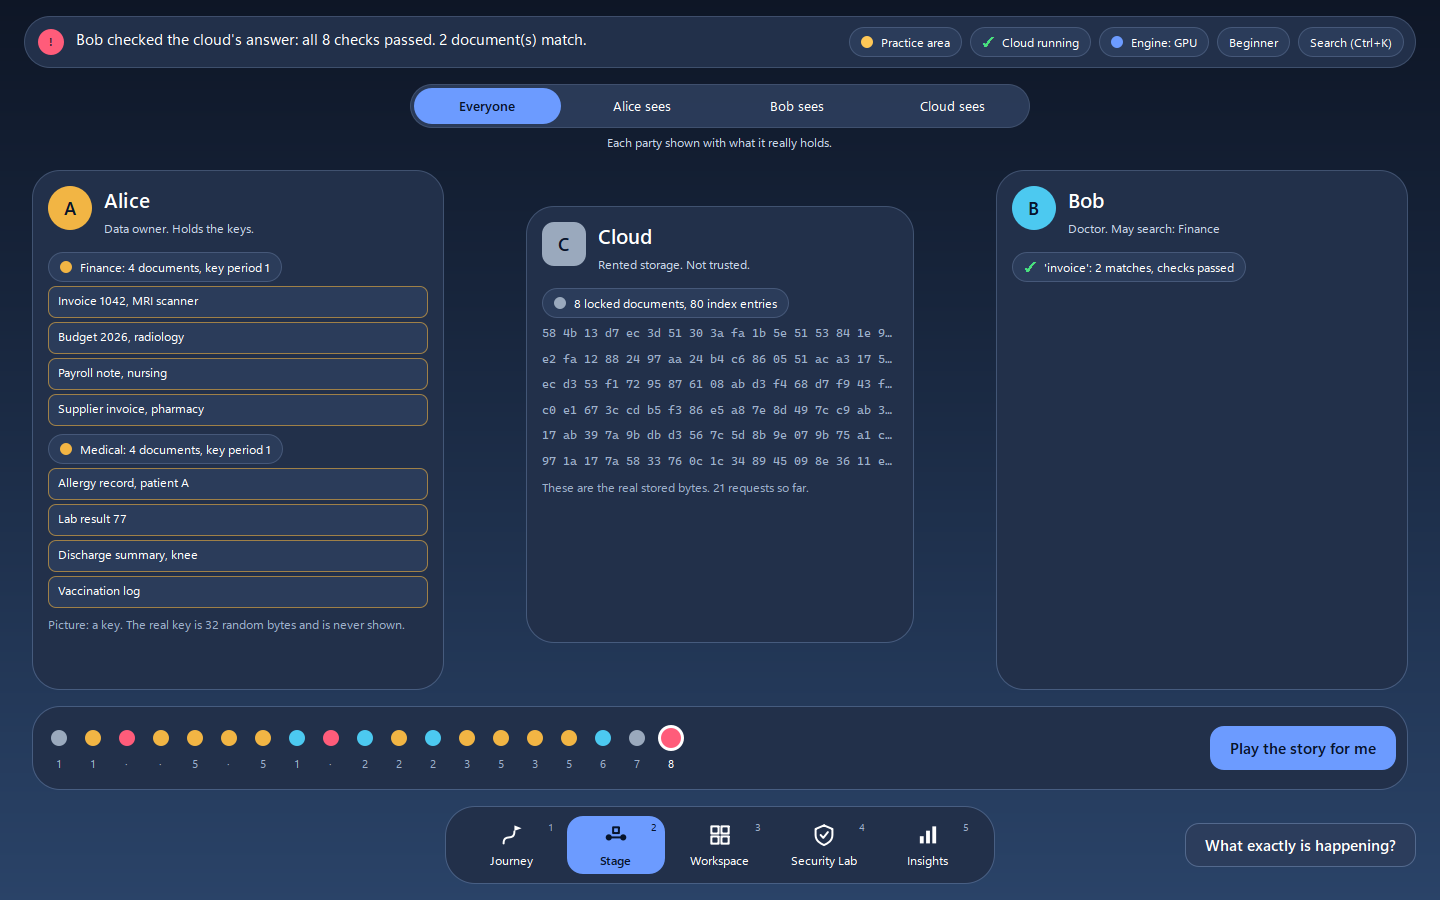 ! Bob checked the cloud's answer: all 8 checks passed. 2 document(s) match.
Practice area
✓ Cloud running
Engine: GPU
Beginner
Search (Ctrl+K)
Everyone
Alice sees
Bob sees
Cloud sees
Each party shown with what it really holds.
A
Alice
Data owner. Holds the keys.
Finance: 4 documents, key period 1
Invoice 1042, MRI scanner
Budget 2026, radiology
Payroll note, nursing
Supplier invoice, pharmacy
Medical: 4 documents, key period 1
Allergy record, patient A
Lab result 77
Discharge summary, knee
Vaccination log
Picture: a key. The real key is 32 random bytes and is never shown.
C
Cloud
Rented storage. Not trusted.
8 locked documents, 80 index entries
58 4b 13 d7 ec 3d 51 30 3a fa 1b 5e 51 53 84 1e 9…
e2 fa 12 88 24 97 aa 24 b4 c6 86 05 51 ac a3 17 5…
ec d3 53 f1 72 95 87 61 08 ab d3 f4 68 d7 f9 43 f…
c0 e1 67 3c cd b5 f3 86 e5 a8 7e 8d 49 7c c9 ab 3…
17 ab 39 7a 9b db d3 56 7c 5d 8b 9e 07 9b 75 a1 c…
97 1a 17 7a 58 33 76 0c 1c 34 89 45 09 8e 36 11 e…
These are the real stored bytes. 21 requests so far.
B
Bob
Doctor. May search: Finance
✓ 'invoice': 2 matches, checks passed
1 1 · · 5 · 5 1 · 2 2 2 3 5 3 5 6 7 8
Play the story for me
Journey 1
Stage 2
Workspace 3
Security Lab 4
Insights 5
What exactly is happening?